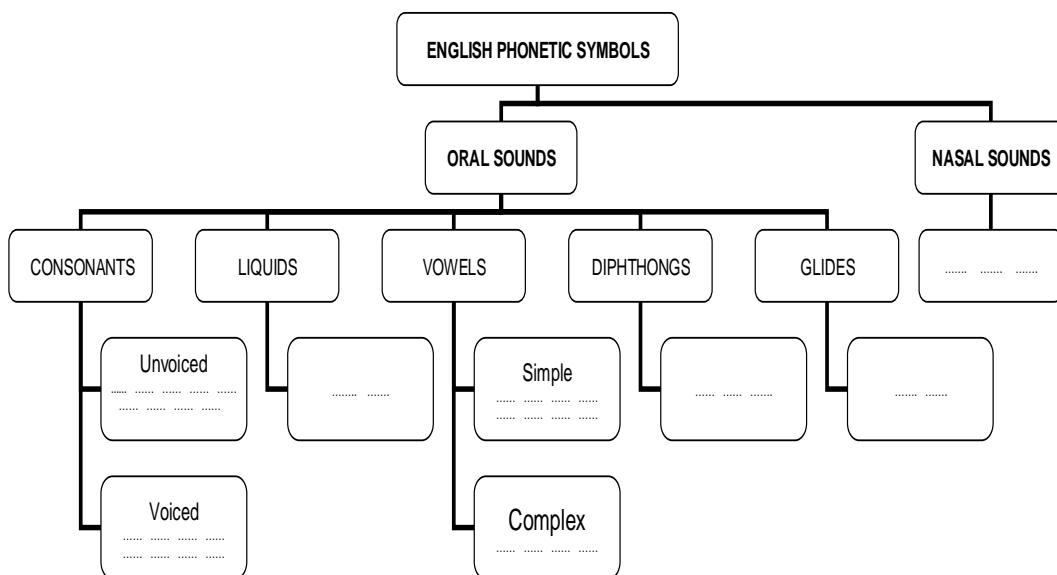 ENGLISH PHONETIC SYMBOLS
ORAL SOUNDS
NASAL SOUNDS
CONSONANTS
LIQUIDS
VOWELS
DIPHTHONGS
GLIDES
....... ....... .......
Unvoiced
...... ...... ...... ...... ......
...... ...... ...... ......
........ .......
Simple
...... ...... ...... ......
...... ...... ...... ......
...... ...... .......
....... .......
Voiced
...... ...... ...... ......
...... ...... ...... ......
Complex
...... ...... ...... ......